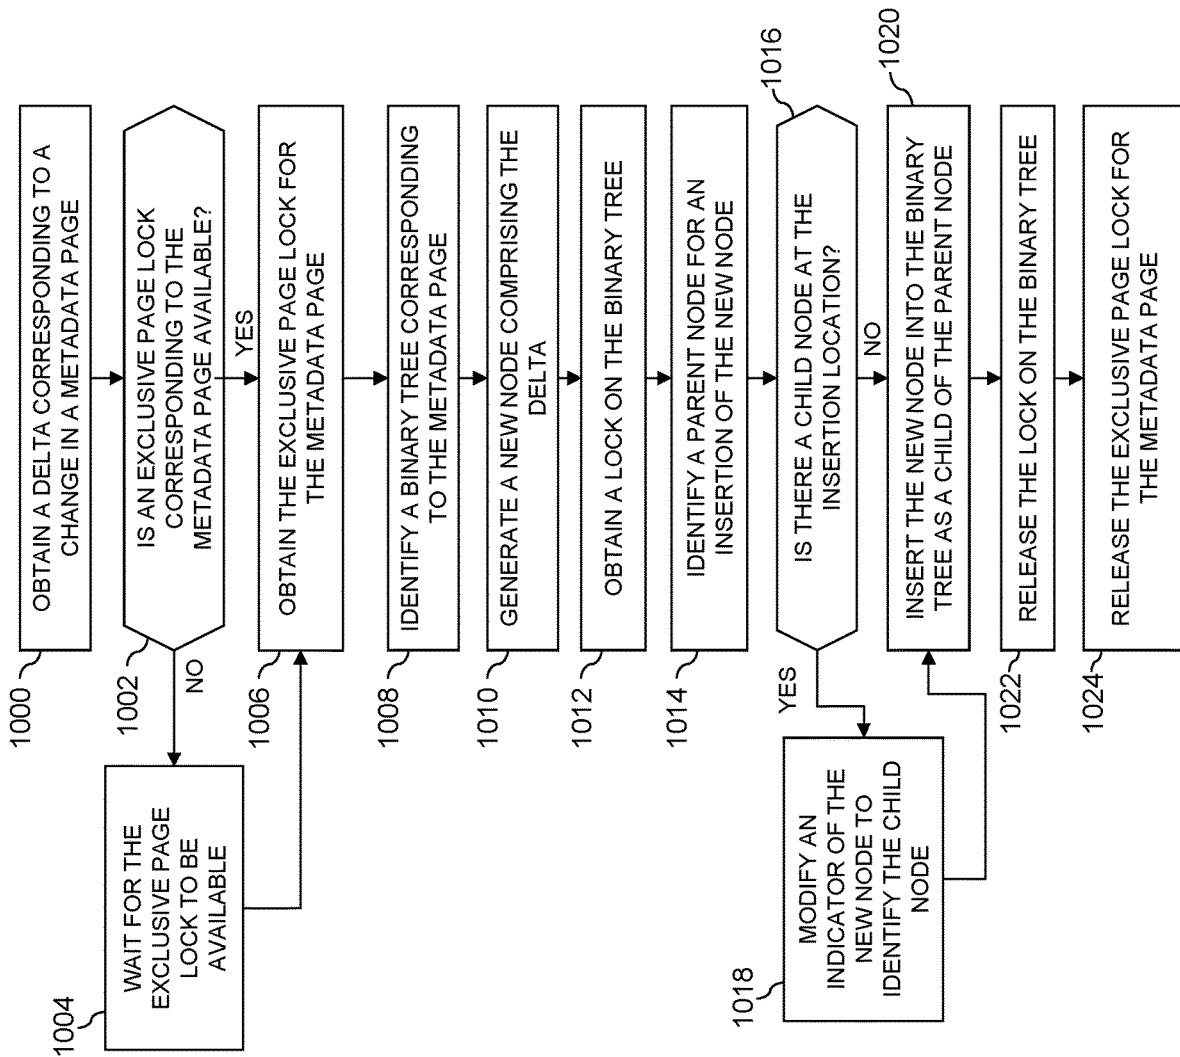 1000
OBTAIN A DELTA CORRESPONDING TO A
CHANGE IN A METADATA PAGE
1002
IS AN EXCLUSIVE PAGE LOCK
CORRESPONDING TO THE
METADATA PAGE AVAILABLE?
NO
YES
1004
WAIT FOR THE
EXCLUSIVE PAGE
LOCK TO BE
AVAILABLE
1006
OBTAIN THE EXCLUSIVE PAGE LOCK FOR
THE METADATA PAGE
1008
IDENTIFY A BINARY TREE CORRESPONDING
TO THE METADATA PAGE
1010
GENERATE A NEW NODE COMPRISING THE
DELTA
1012
OBTAIN A LOCK ON THE BINARY TREE
1014
IDENTIFY A PARENT NODE FOR AN
INSERTION OF THE NEW NODE
1016
IS THERE A CHILD NODE AT THE
INSERTION LOCATION?
YES
NO
1018
MODIFY AN
INDICATOR OF THE
NEW NODE TO
IDENTIFY THE CHILD
NODE
1020
INSERT THE NEW NODE INTO THE BINARY
TREE AS A CHILD OF THE PARENT NODE
1022
RELEASE THE LOCK ON THE BINARY TREE
1024
RELEASE THE EXCLUSIVE PAGE LOCK FOR
THE METADATA PAGE